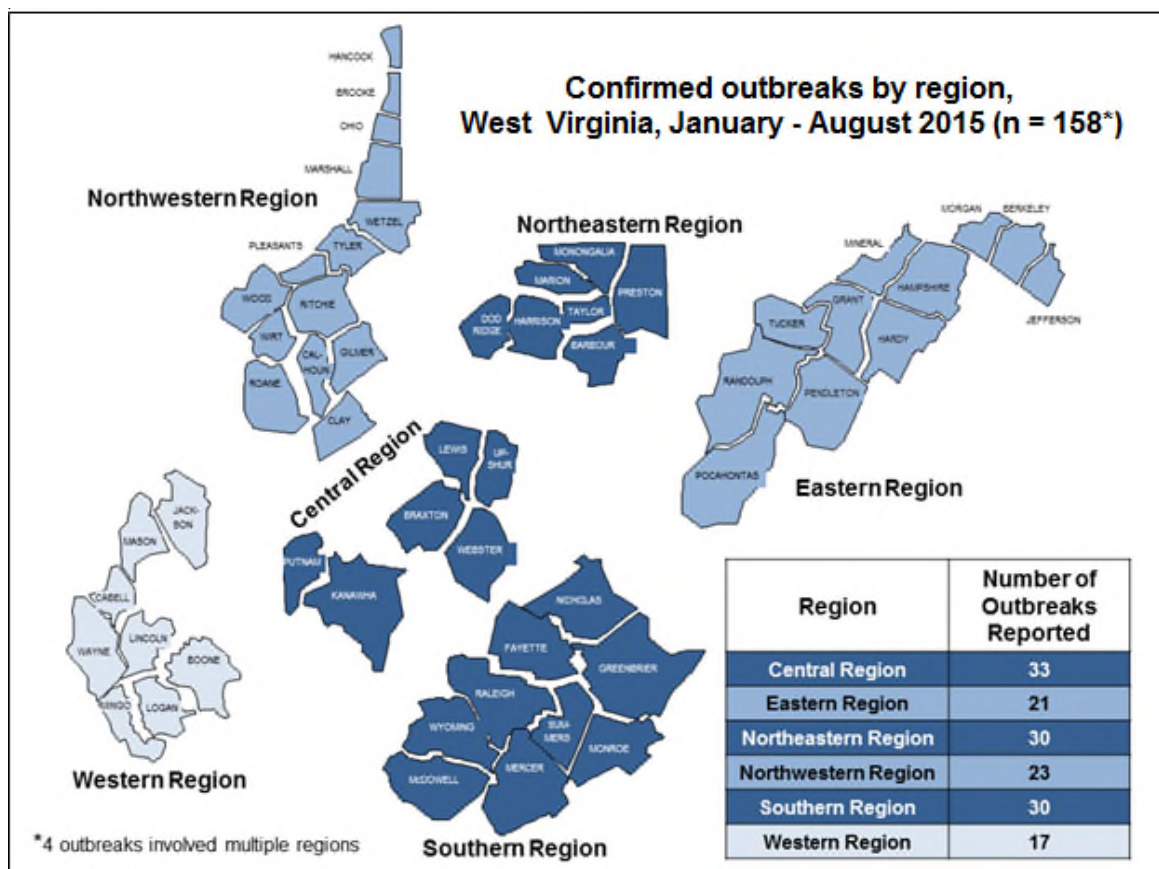 Confirmed outbreaks by region,
West Virginia, January - August 2015 (n = 158*)
HANCOCK
BROOKE
OHIO
MARSHALL
Northwestern Region
WETZEL
PLEASANTS
TYLER
WOOD
RITCHIE
WIRT
CAL-
HOUN
GILMER
ROANE
CLAY
Northeastern Region
MONONGALIA
MARION
PRESTON
DOD
RIDGE
HARRISON
TAYLOR
BARBOUR
MORGAN
BERKELEY
MINERAL
HAMPSHIRE
GRANT
JEFFERSON
TUCKER
HARDY
RANDOLPH
PENDLETON
POCAHONTAS
Eastern Region
Central Region
LEWIS
UP-
SHUR
BRAXTON
WEBSTER
PUTNAM
KANAWHA
JACK-
SON
MASON
CABELL
LINCOLN
WAYNE
BOONE
MINGO
LOGAN
Western Region
NICHOLAS
FAYETTE
GREENBRIER
RALEIGH
WYOMING
SUM-
MERS
MONROE
McDOWELL
MERCER
Southern Region
*4 outbreaks involved multiple regions
Region
Number of
Outbreaks
Reported
Central Region 33
Eastern Region 21
Northeastern Region 30
Northwestern Region 23
Southern Region 30
Western Region 17